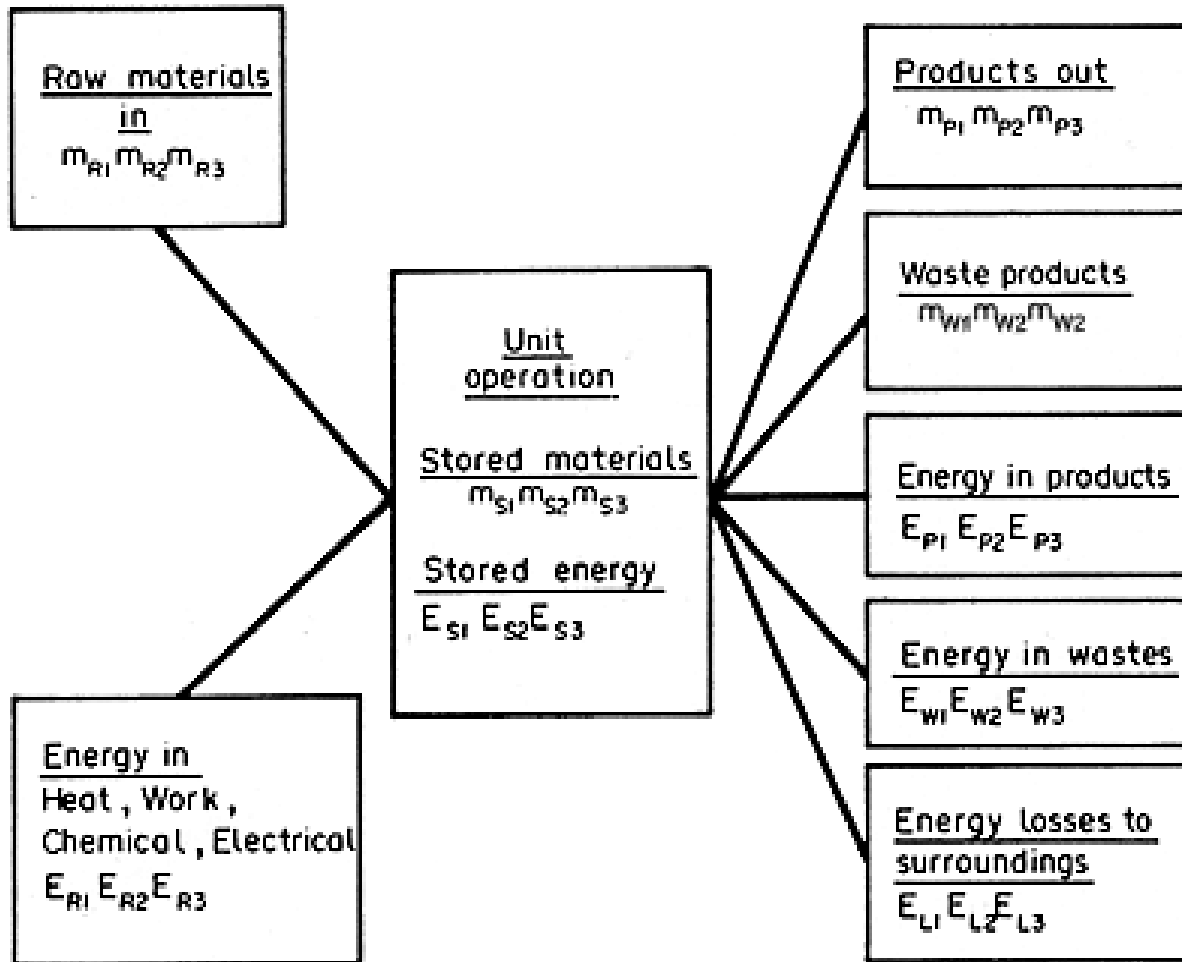 Raw materials
in
mR1 mR2 mR3
Energy in
Heat, Work,
Chemical, Electrical
ER1 ER2 ER3
Unit
operation
Stored materials
mS1 mS2 mS3
Stored energy
ES1 ES2 ES3
Products out
mP1 mP2 mP3
Waste products
mW1 mW2 mW2
Energy in products
EP1 EP2 EP3
Energy in wastes
EW1 EW2 EW3
Energy losses to
surroundings
EL1 EL2 EL3